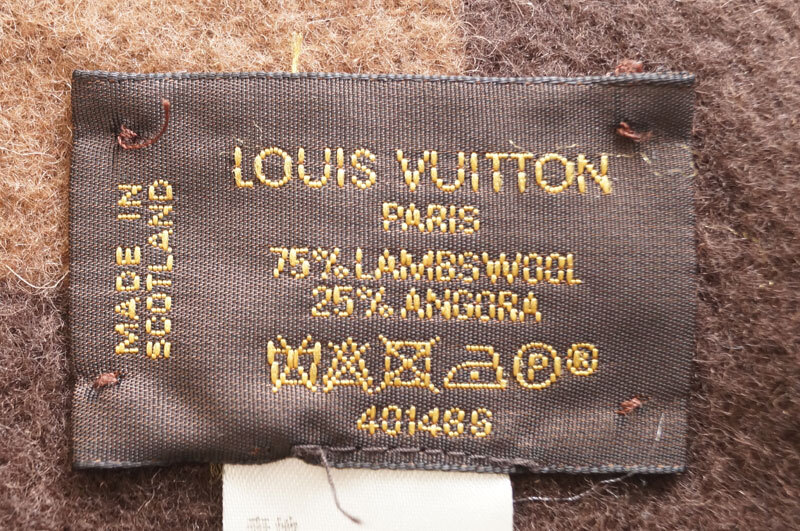 LOUIS VUITTON
PARIS
75% LAMBSWOOL
25% ANGORA
P ®
401486
MADE IN
SCOTLAND